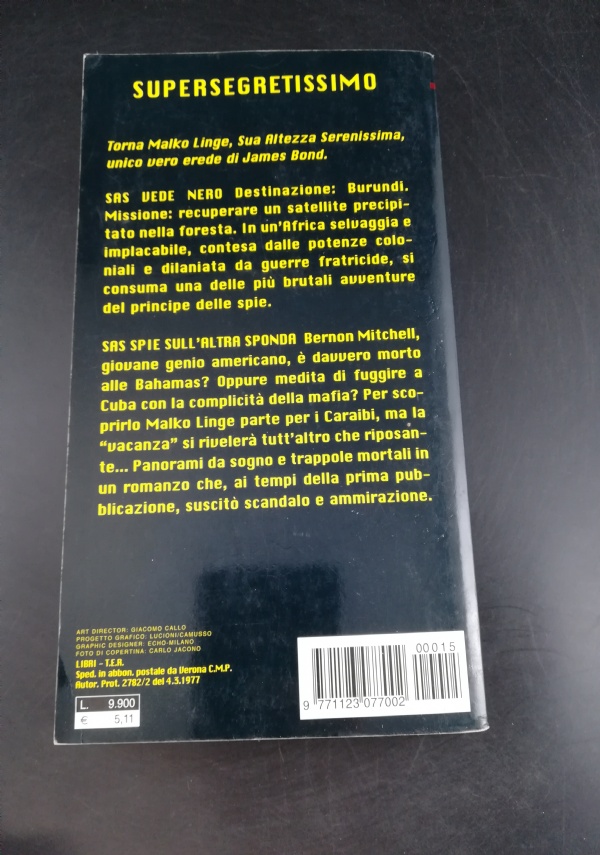 SUPERSEGRETISSIMO
Torna Malko Linge, Sua Altezza Serenissima,
unico vero erede di James Bond.
SAS VEDE NERO Destinazione: Burundi.
Missione: recuperare un satellite precipi-
tato nella foresta. In un'Africa selvaggia e
implacabile, contesa dalle potenze colo-
niali e dilaniata da guerre fratricide, si
consuma una delle più brutali avventure
del principe delle spie.
SAS SPIE SULL'ALTRA SPONDA Bernon Mitchell,
giovane genio americano, è davvero morto
alle Bahamas? Oppure medita di fuggire a
Cuba con la complicità della mafia? Per sco-
prirlo Malko Linge parte per i Caraibi, ma la
"vacanza" si rivelerà tutt'altro che riposan-
te... Panorami da sogno e trappole mortali in
un romanzo che, ai tempi della prima pub-
blicazione, suscitò scandalo e ammirazione.
ART DIRECTOR: GIACOMO CALLO
PROGETTO GRAFICO: LUCIONI/CAMUSSO
GRAPHIC DESIGNER: ECHO-MILANO
FOTO DI COPERTINA: CARLO JACONO
LIBRI - T.E.R.
Sped. in abbon. postale da Verona C.M.P.
Autor. Prot. 2782/2 del 4.3.1977
L. 9.900
€ 5,11
00015
9 771123 077002